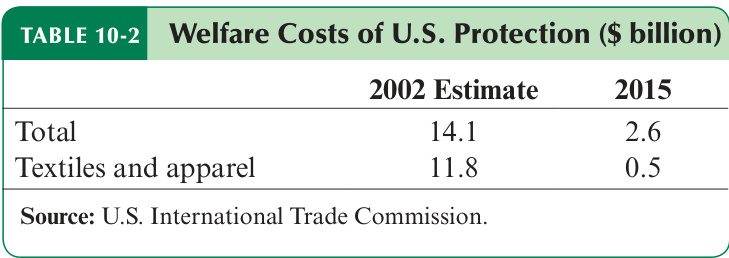 TABLE 10-2 Welfare Costs of U.S. Protection ($ billion)
2002 Estimate 2015
Total 14.1 2.6
Textiles and apparel 11.8 0.5
Source: U.S. International Trade Commission.